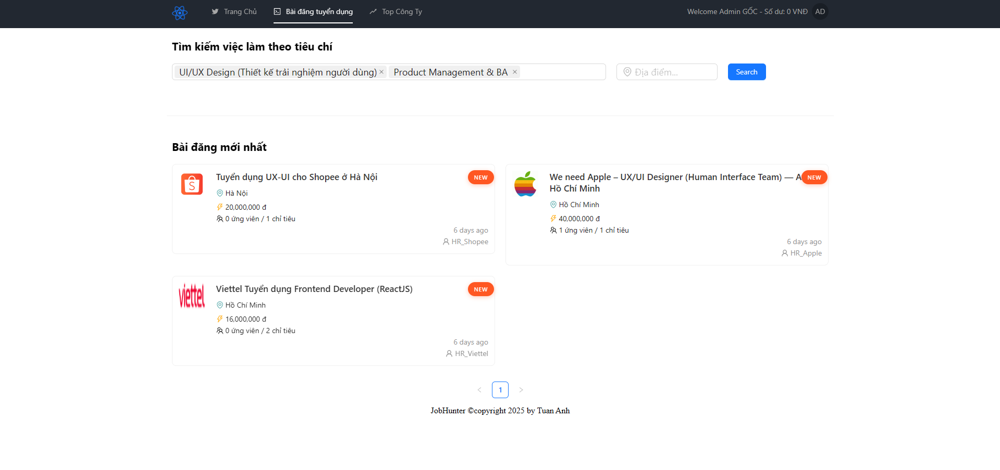 Trang Chủ
Bài đăng tuyển dụng
Top Công Ty
Welcome Admin GỐC - Số dư: 0 VNĐ
AD
Tìm kiếm việc làm theo tiêu chí
UI/UX Design (Thiết kế trải nghiệm người dùng) ×
Product Management & BA ×
Địa điểm...
Search
Bài đăng mới nhất
S
Tuyển dụng UX-UI cho Shopee ở Hà Nội
NEW
Hà Nội
20,000,000 đ
0 ứng viên / 1 chỉ tiêu
6 days ago
HR_Shopee
We need Apple – UX/UI Designer (Human Interface Team) — A
NEW
Hồ Chí Minh
Hồ Chí Minh
40,000,000 đ
1 ứng viên / 1 chỉ tiêu
6 days ago
HR_Apple
viettel
Viettel Tuyển dụng Frontend Developer (ReactJS)
NEW
Hồ Chí Minh
16,000,000 đ
0 ứng viên / 2 chỉ tiêu
6 days ago
HR_Viettel
< 1 >
JobHunter ©copyright 2025 by Tuan Anh